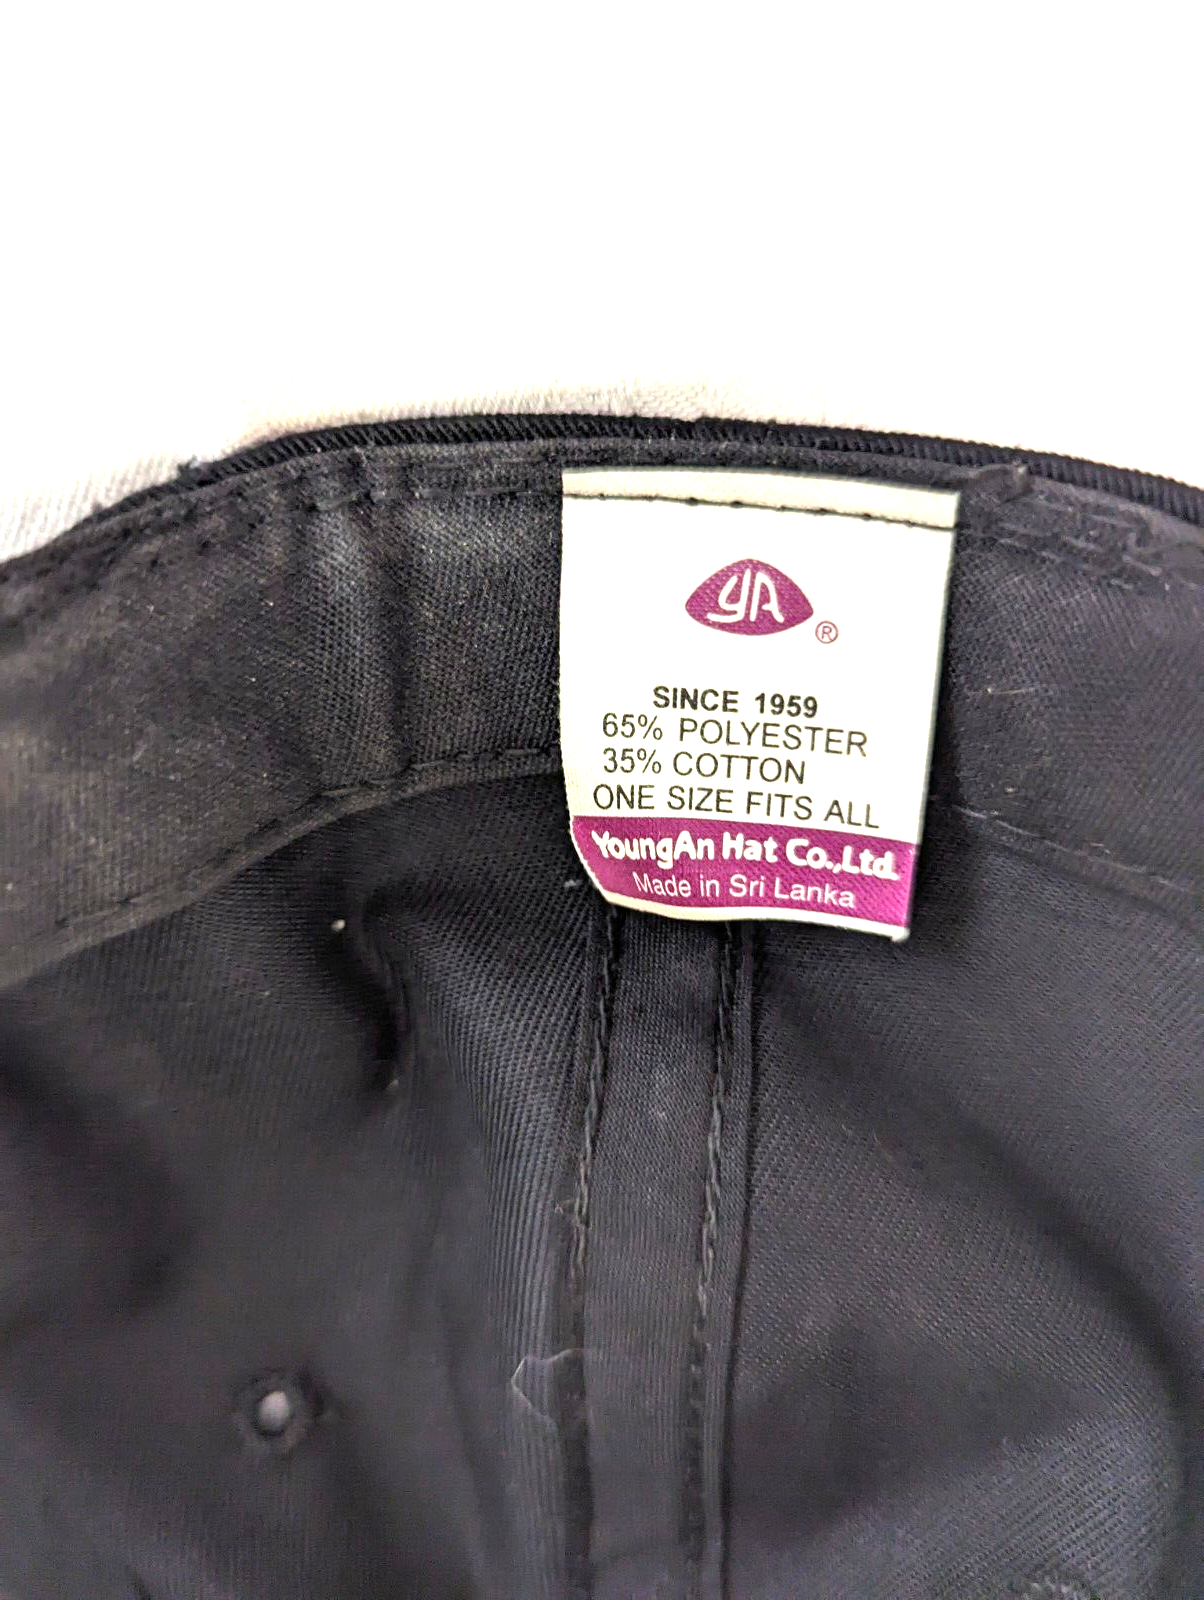 YA
®
SINCE 1959
65% POLYESTER
35% COTTON
ONE SIZE FITS ALL
YoungAn Hat Co.,Ltd.
Made in Sri Lanka